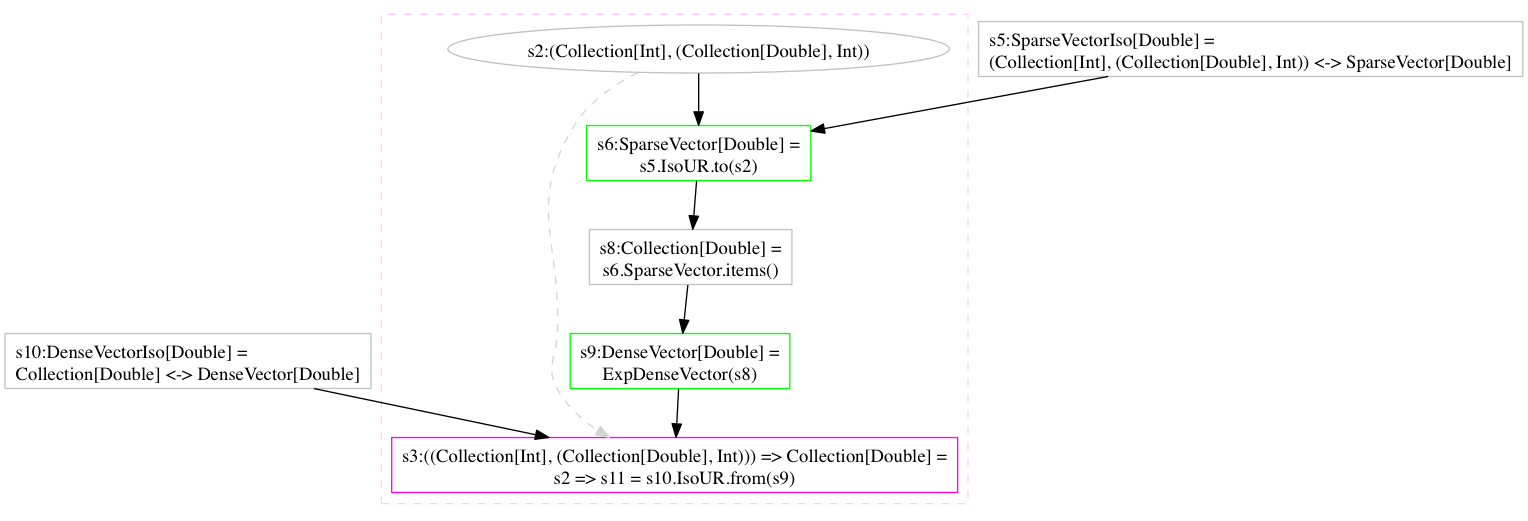 s2:(Collection[Int], (Collection[Double], Int))
s5:SparseVectorIso[Double] =
(Collection[Int], (Collection[Double], Int)) <-> SparseVector[Double]
s6:SparseVector[Double] =
s5.IsoUR.to(s2)
s8:Collection[Double] =
s6.SparseVector.items()
s10:DenseVectorIso[Double] =
Collection[Double] <-> DenseVector[Double]
s9:DenseVector[Double] =
ExpDenseVector(s8)
s3:((Collection[Int], (Collection[Double], Int))) => Collection[Double] =
s2 => s11 = s10.IsoUR.from(s9)